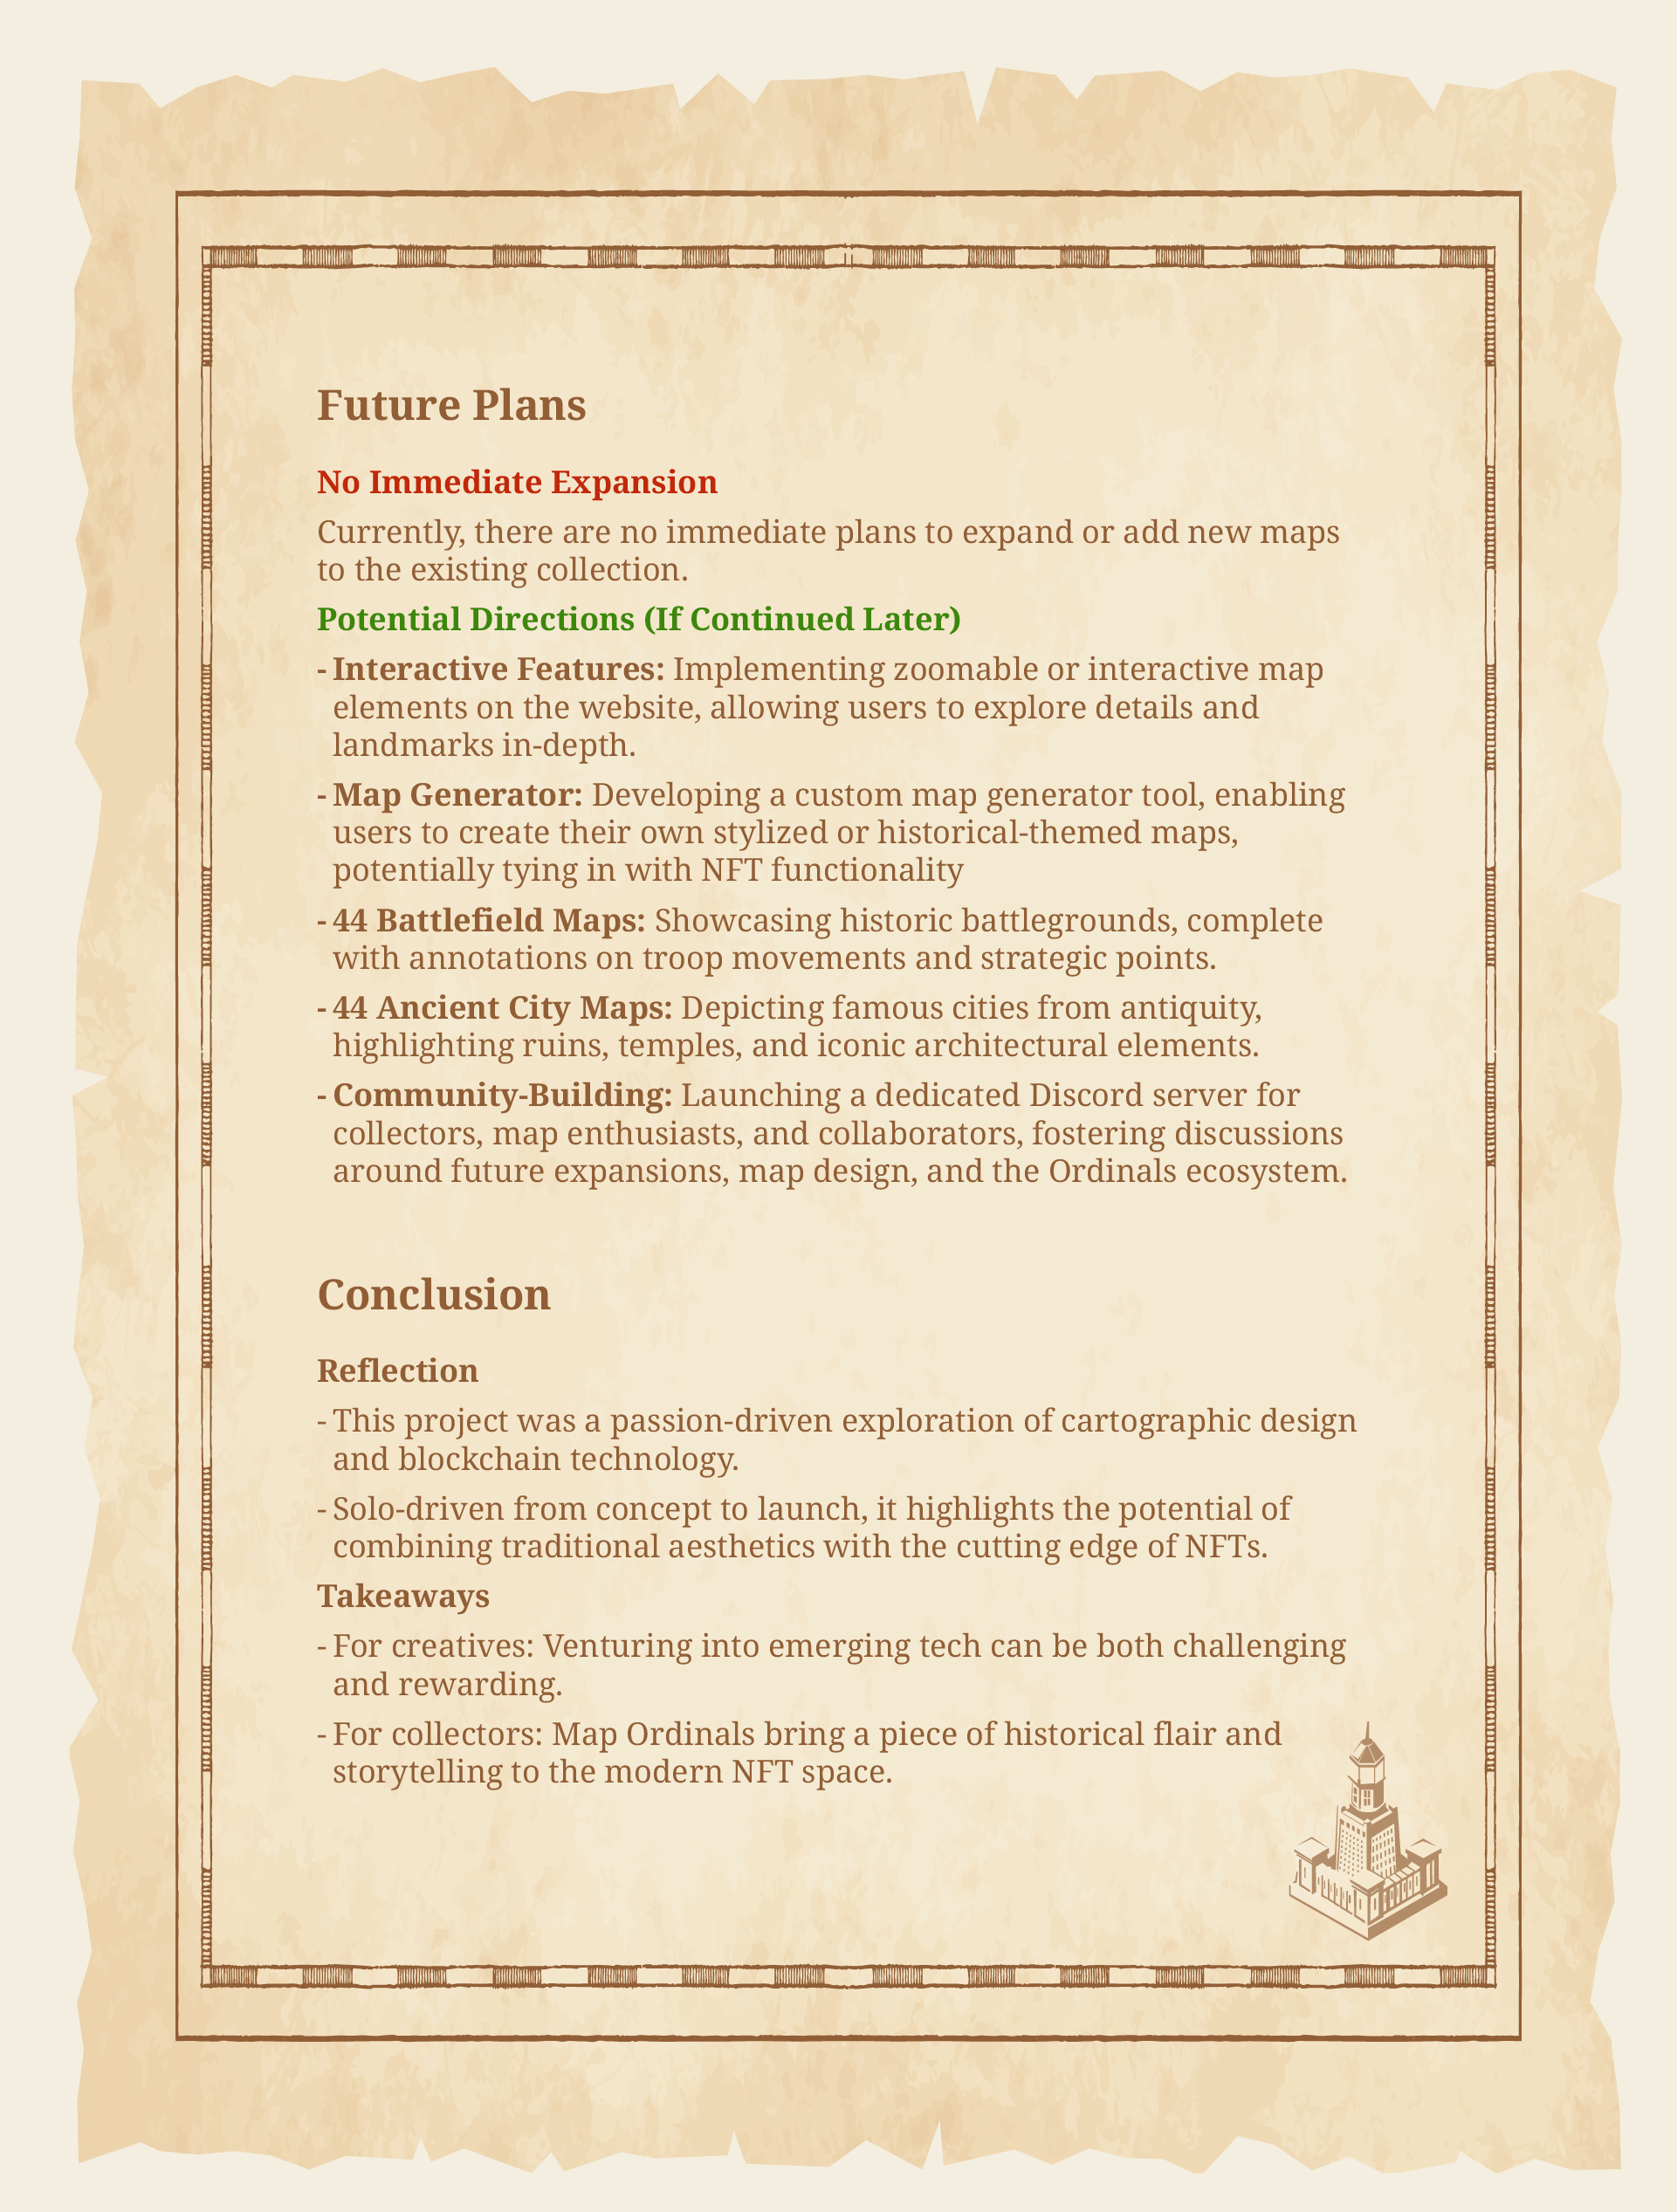 Future Plans
No Immediate Expansion
Currently, there are no immediate plans to expand or add new maps
to the existing collection.
Potential Directions (If Continued Later)
- Interactive Features: Implementing zoomable or interactive map
elements on the website, allowing users to explore details and
landmarks in-depth.
- Map Generator: Developing a custom map generator tool, enabling
users to create their own stylized or historical-themed maps,
potentially tying in with NFT functionality
- 44 Battlefield Maps: Showcasing historic battlegrounds, complete
with annotations on troop movements and strategic points.
- 44 Ancient City Maps: Depicting famous cities from antiquity,
highlighting ruins, temples, and iconic architectural elements.
- Community-Building: Launching a dedicated Discord server for
collectors, map enthusiasts, and collaborators, fostering discussions
around future expansions, map design, and the Ordinals ecosystem.
Conclusion
Reflection
- This project was a passion-driven exploration of cartographic design
and blockchain technology.
- Solo-driven from concept to launch, it highlights the potential of
combining traditional aesthetics with the cutting edge of NFTs.
Takeaways
- For creatives: Venturing into emerging tech can be both challenging
and rewarding.
- For collectors: Map Ordinals bring a piece of historical flair and
storytelling to the modern NFT space.